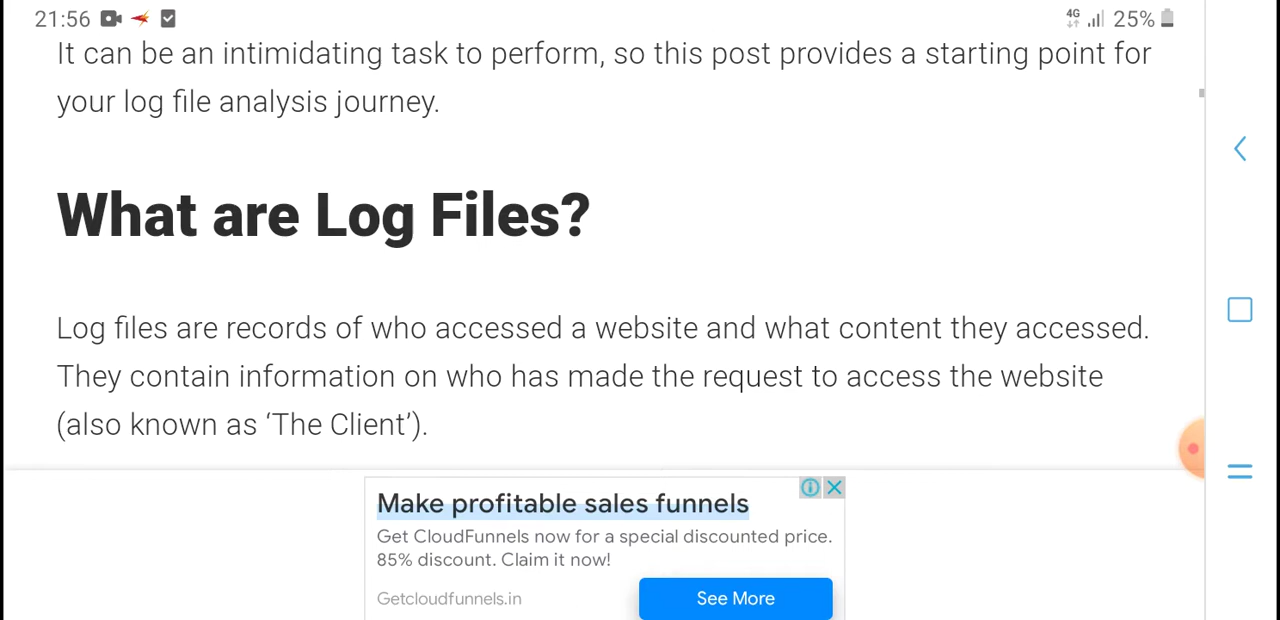 21:56 4G 25%
It can be an intimidating task to perform, so this post provides a starting point for
your log file analysis journey.
What are Log Files?
Log files are records of who accessed a website and what content they accessed.
They contain information on who has made the request to access the website
(also known as ‘The Client’).
Make profitable sales funnels
Get CloudFunnels now for a special discounted price.
85% discount. Claim it now!
Getcloudfunnels.in See More